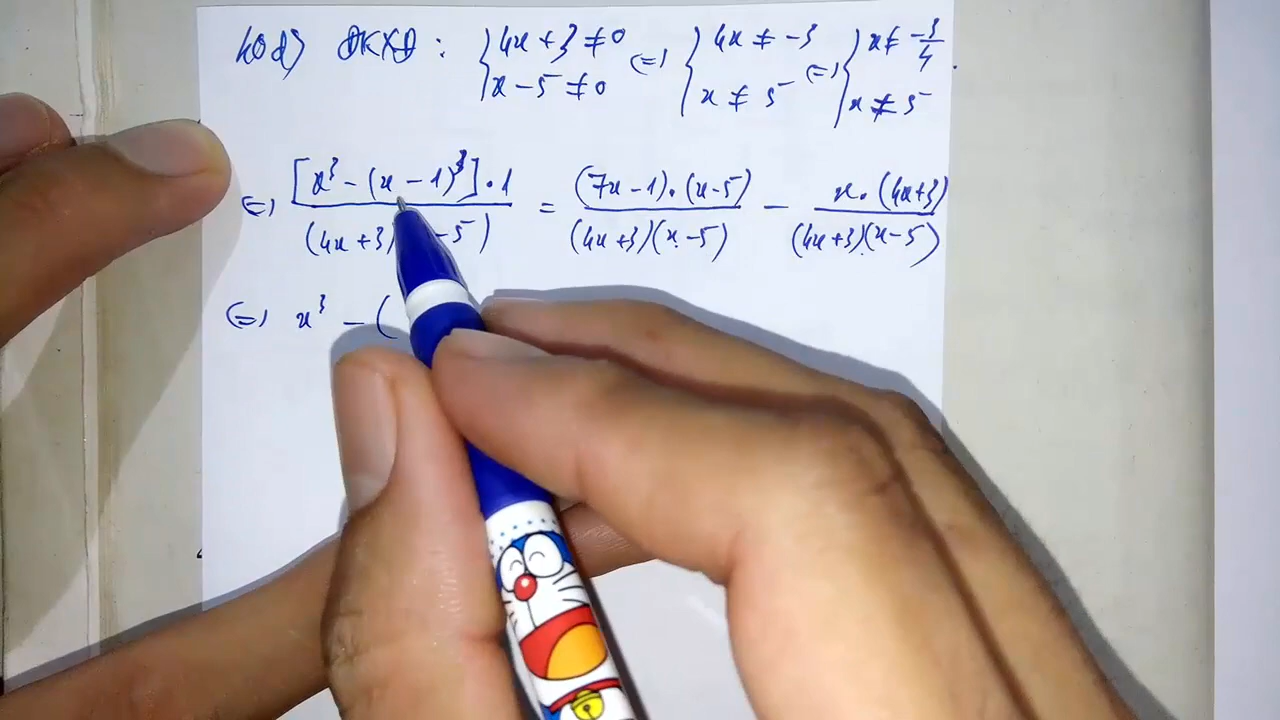 40d) ĐKXĐ: { 4x + 3 ≠ 0 ; x - 5 ≠ 0 <=> { 4x ≠ -3 ; x ≠ 5 <=> { x ≠ -3/4 ; x ≠ 5.
<=> [x³ - (x - 1)³].1 / (4x + 3) - 5) = (7x - 1).(x - 5) / (4x + 3)(x - 5) - x.(4x + 3) / (4x + 3)(x - 5)
<=> x³ - (